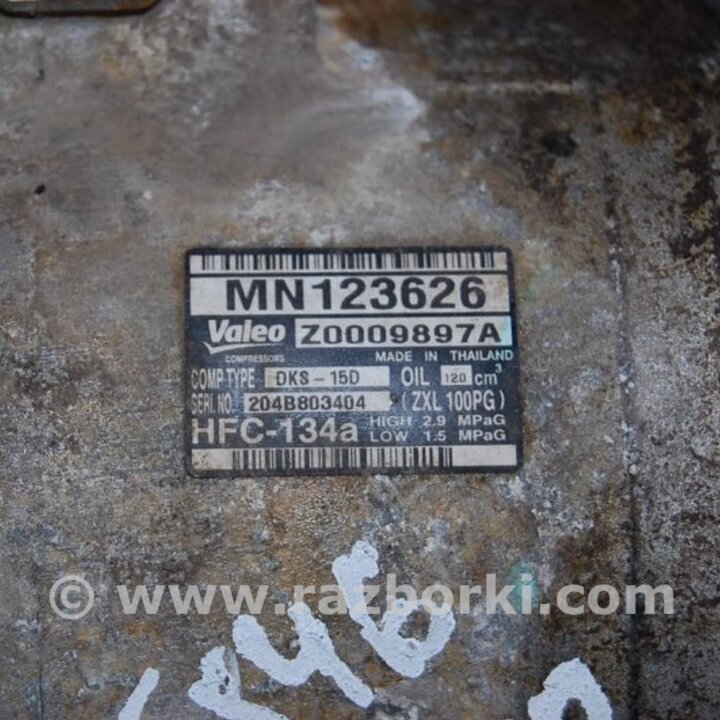 MN123626
Valeo Z0009897A
COMPRESSORS MADE IN THAILAND
COMP TYPE DKS-15D OIL 120 cm³
SERL NO. 204B803404 (ZXL 100PG)
HFC-134a HIGH 2.9 MPaG
LOW 1.5 MPaG
© www.razborki.com